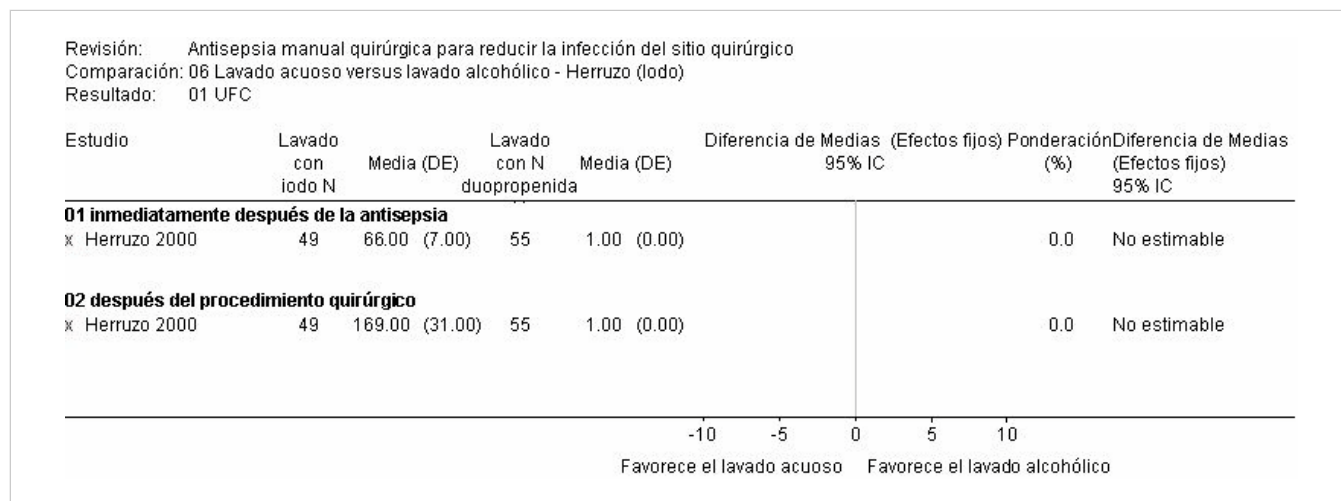 Revisión: Antisepsia manual quirúrgica para reducir la infección del sitio quirúrgico
Comparación: 06 Lavado acuoso versus lavado alcohólico - Herruzo (Iodo)
Resultado: 01 UFC
Estudio Lavado Lavado Diferencia de Medias (Efectos fijos) Ponderación Diferencia de Medias
con Media (DE) con N Media (DE) 95% IC (%) (Efectos fijos)
iodo N duopropenida 95% IC
01 inmediatamente después de la antisepsia
x Herruzo 2000 49 66.00 (7.00) 55 1.00 (0.00) 0.0 No estimable
02 después del procedimiento quirúrgico
x Herruzo 2000 49 169.00 (31.00) 55 1.00 (0.00) 0.0 No estimable
-10 -5 0 5 10
Favorece el lavado acuoso Favorece el lavado alcohólico